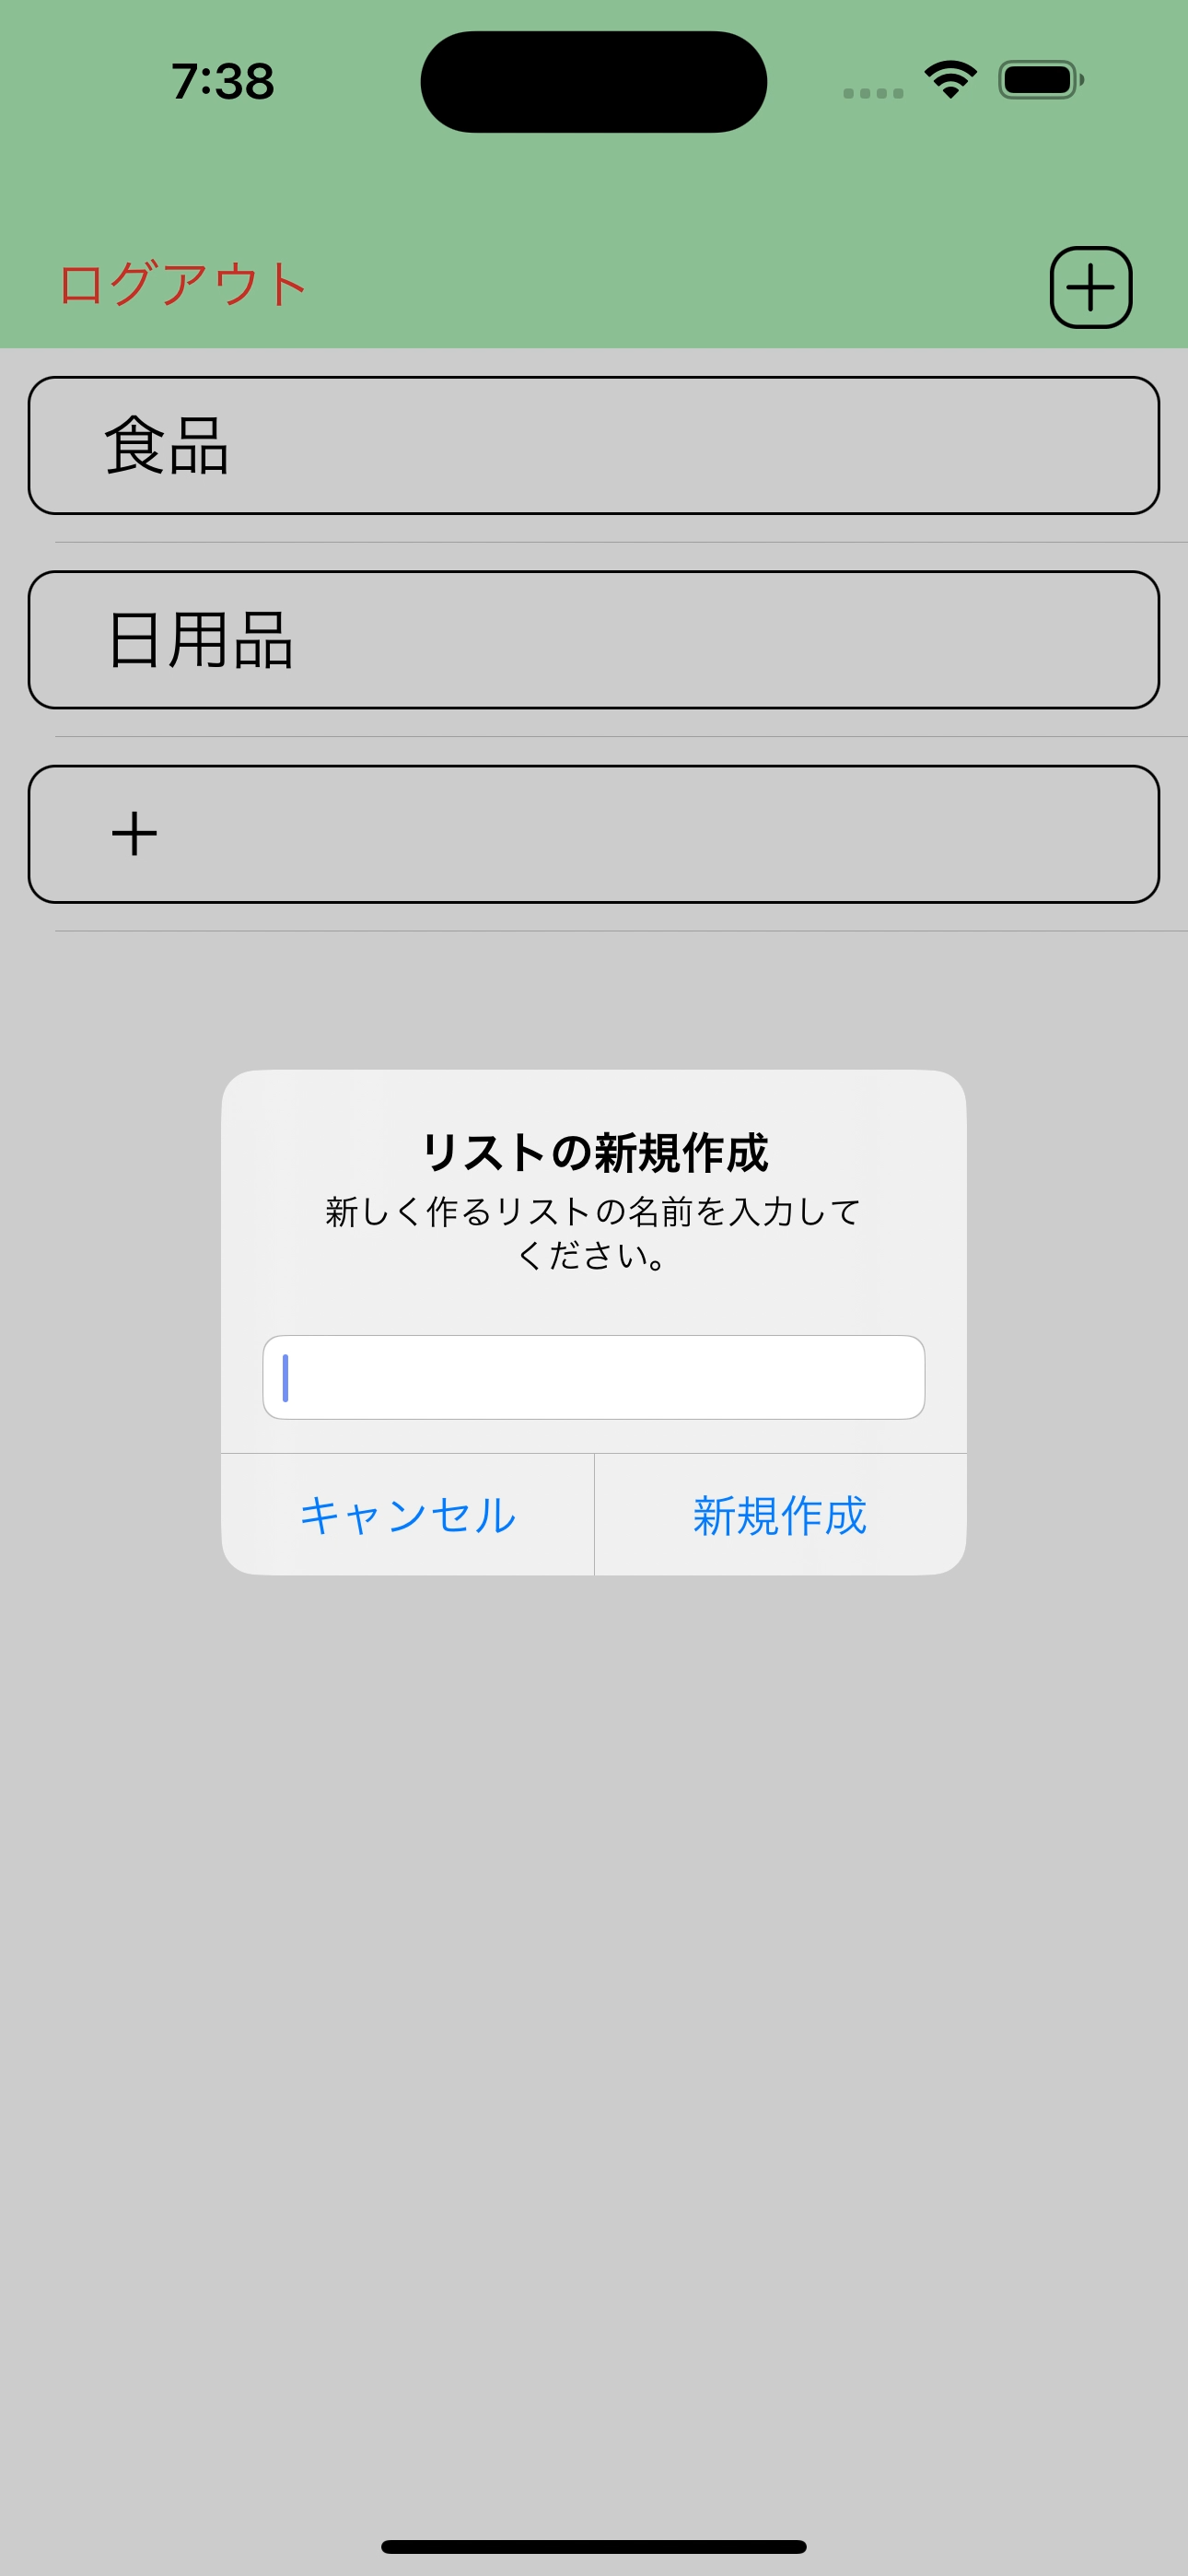 7:38
ログアウト
食品
日用品
+
リストの新規作成
新しく作るリストの名前を入力して
ください。
キャンセル
新規作成